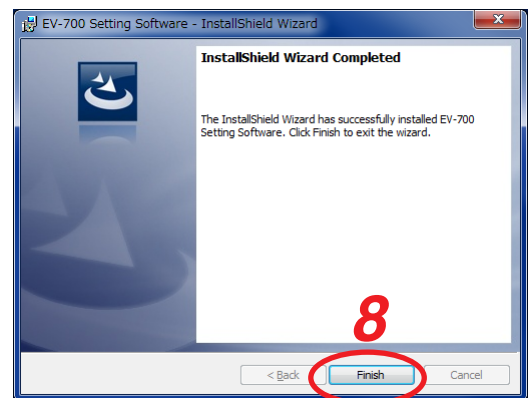 EV-700 Setting Software - InstallShield Wizard
InstallShield Wizard Completed
The InstallShield Wizard has successfully installed EV-700
Setting Software. Click Finish to exit the wizard.
8
< Back
Finish
Cancel